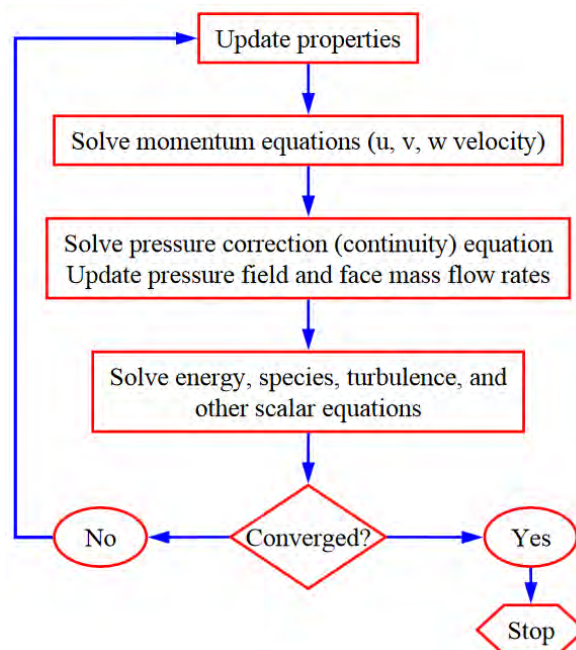 Update properties
Solve momentum equations (u, v, w velocity)
Solve pressure correction (continuity) equation
Update pressure field and face mass flow rates
Solve energy, species, turbulence, and
other scalar equations
No
Converged?
Yes
Stop